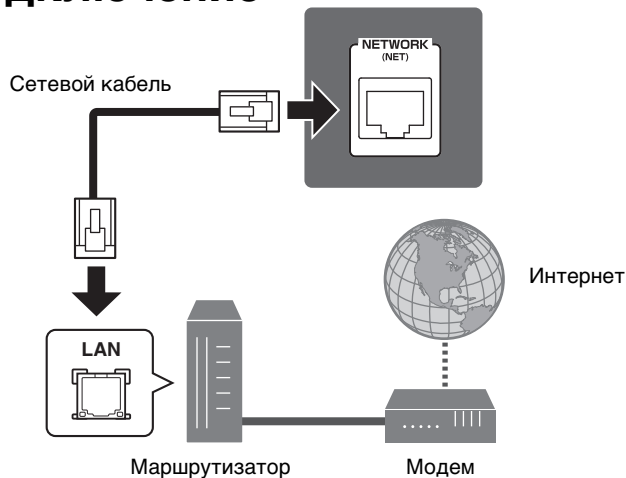 NETWORK
(NET)
Сетевой кабель
Интернет
LAN
Маршрутизатор
Модем